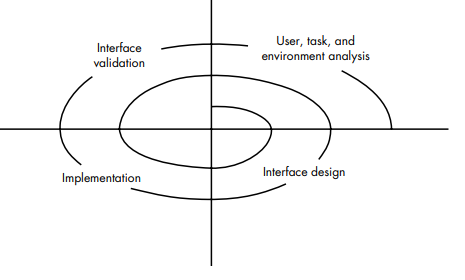 Interface
validation
User, task, and
environment analysis
Implementation
Interface design